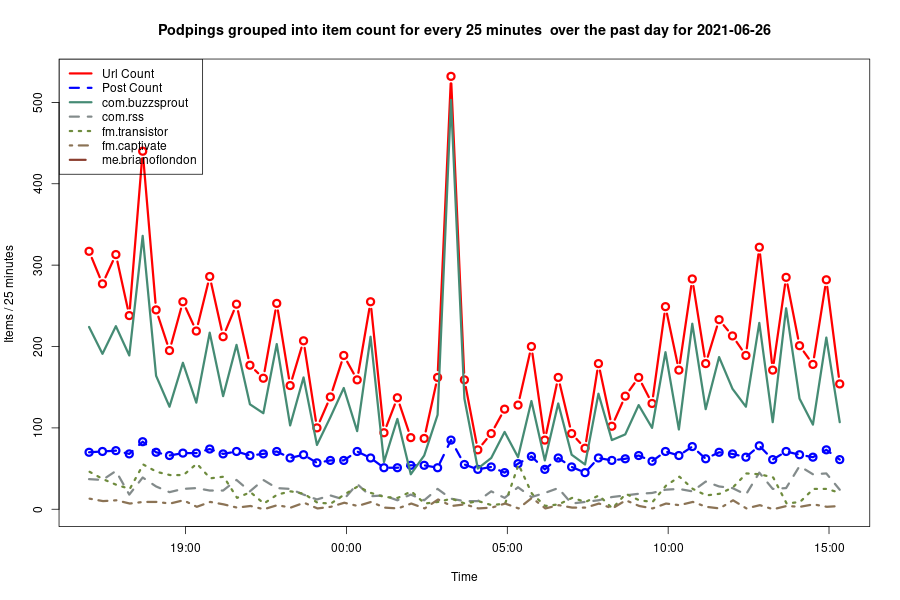 Podpings grouped into item count for every 25 minutes  over the past day for 2021-06-26
Url Count
Post Count
com.buzzsprout
com.rss
fm.transistor
fm.captivate
me.brianoflondon
500
400
300
200
100
0
Items / 25 minutes
19:00 00:00 05:00 10:00 15:00
Time